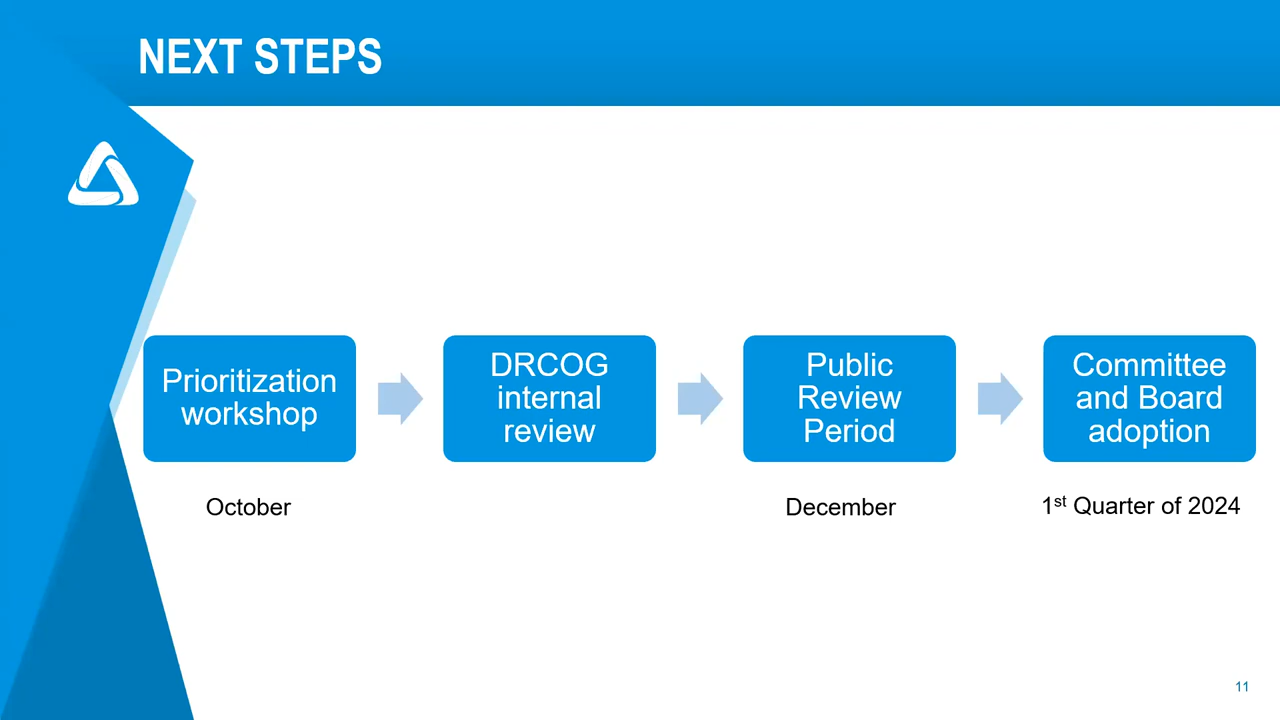 NEXT STEPS
Prioritization
workshop
DRCOG
internal
review
Public
Review
Period
Committee
and Board
adoption
October
December
1st Quarter of 2024
11